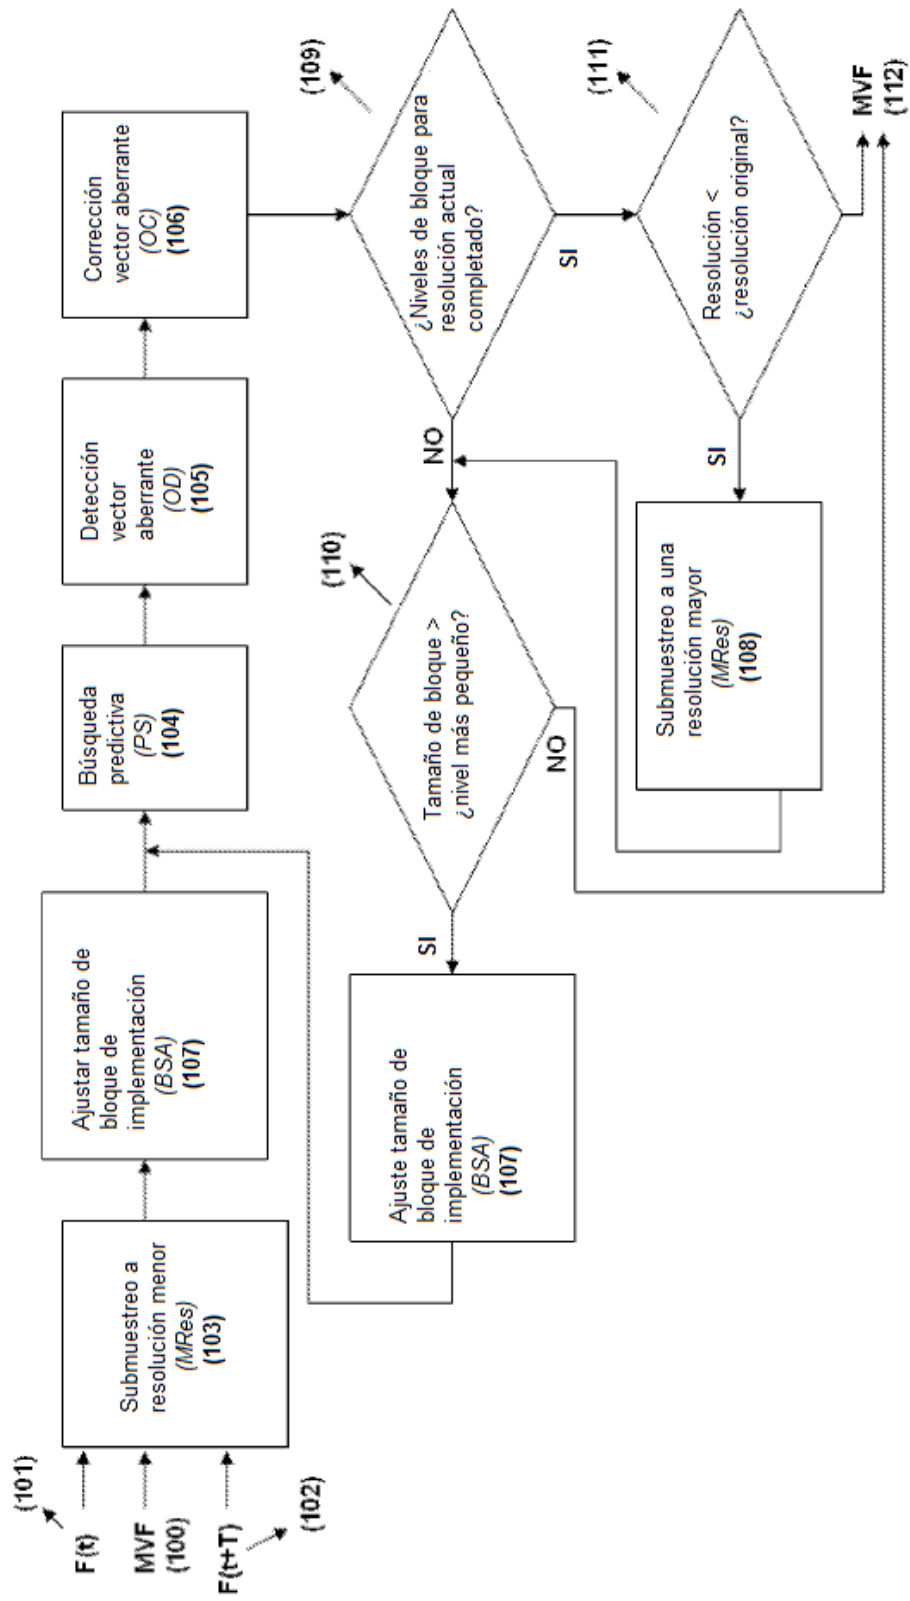 (101)
F(t)
MVF
(100)
F(t+T)
(102)
Submuestreo a
resolución menor
(MRes)
(103)
Ajustar tamaño de
bloque de
implementación
(BSA)
(107)
Búsqueda
predictiva
(PS)
(104)
Detección
vector
aberrante
(OD)
(105)
Corrección
vector aberrante
(OC)
(106)
(109)
¿Niveles de bloque para
resolución actual
completado?
NO
SI
(110)
Tamaño de bloque >
¿nivel más pequeño?
SI
NO
Ajuste tamaño de
bloque de
implementación
(BSA)
(107)
(111)
Resolución <
¿resolución original?
SI
Submuestreo a una
resolución mayor
(MRes)
(108)
MVF
(112)